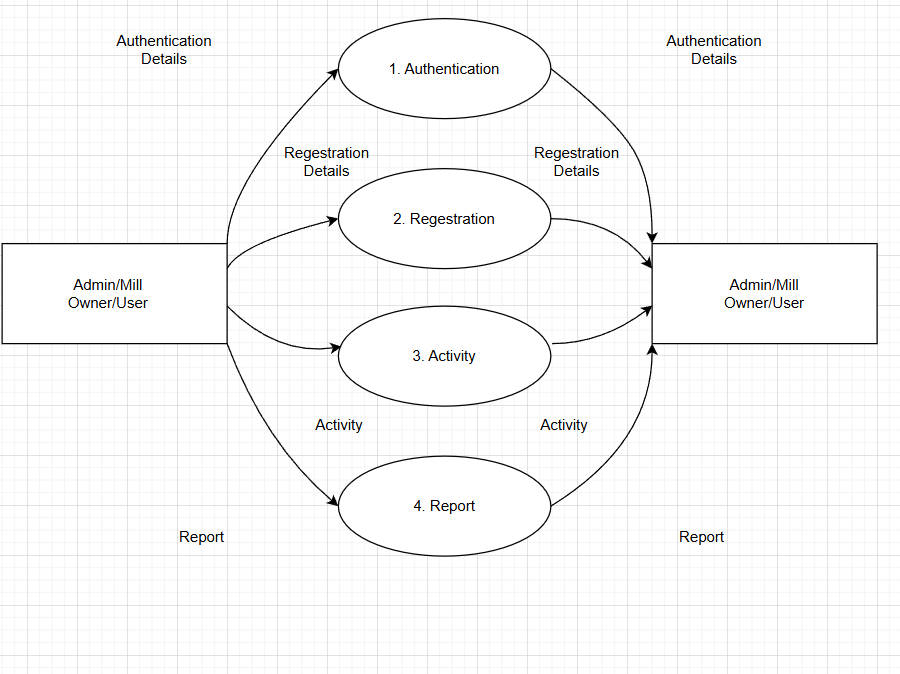 Authentication
Details
Authentication
Details
1. Authentication
Regestration
Details
Regestration
Details
2. Regestration
Admin/Mill
Owner/User
Admin/Mill
Owner/User
3. Activity
Activity
Activity
4. Report
Report
Report